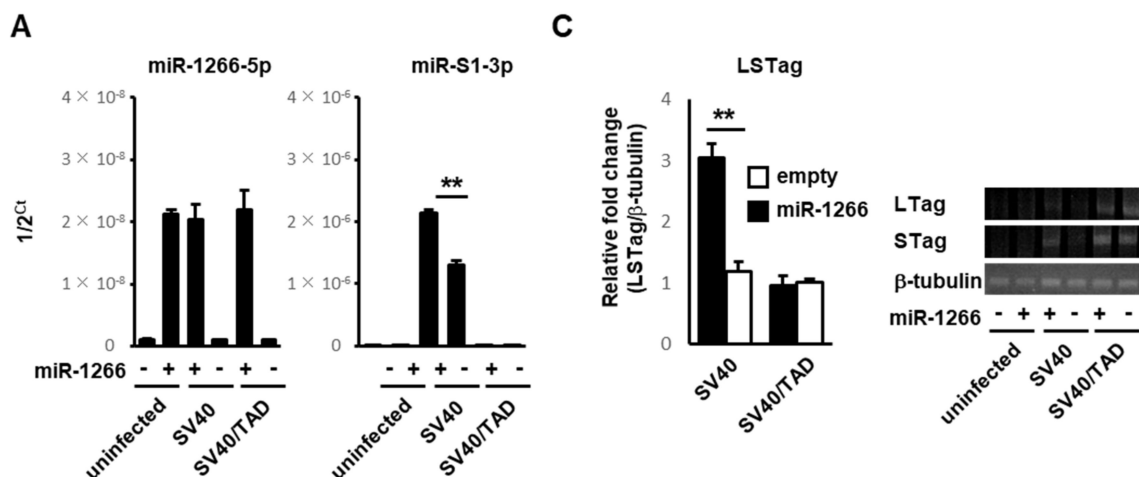 A
miR-1266-5p
4 × 10⁻⁸
3 × 10⁻⁸
2 × 10⁻⁸
1 × 10⁻⁸
0
1/2^Ct
miR-S1-3p
4 × 10⁻⁶
3 × 10⁻⁶
2 × 10⁻⁶
1 × 10⁻⁶
0
**
miR-1266
- + + - + -
uninfected
SV40
SV40/TAD
- + + - + -
uninfected
SV40
SV40/TAD
C
LSTag
Relative fold change
(LSTag/β-tubulin)
4
3
2
1
0
**
empty
miR-1266
SV40
SV40/TAD
LTag
STag
β-tubulin
miR-1266
- + + - + -
uninfected
SV40
SV40/TAD